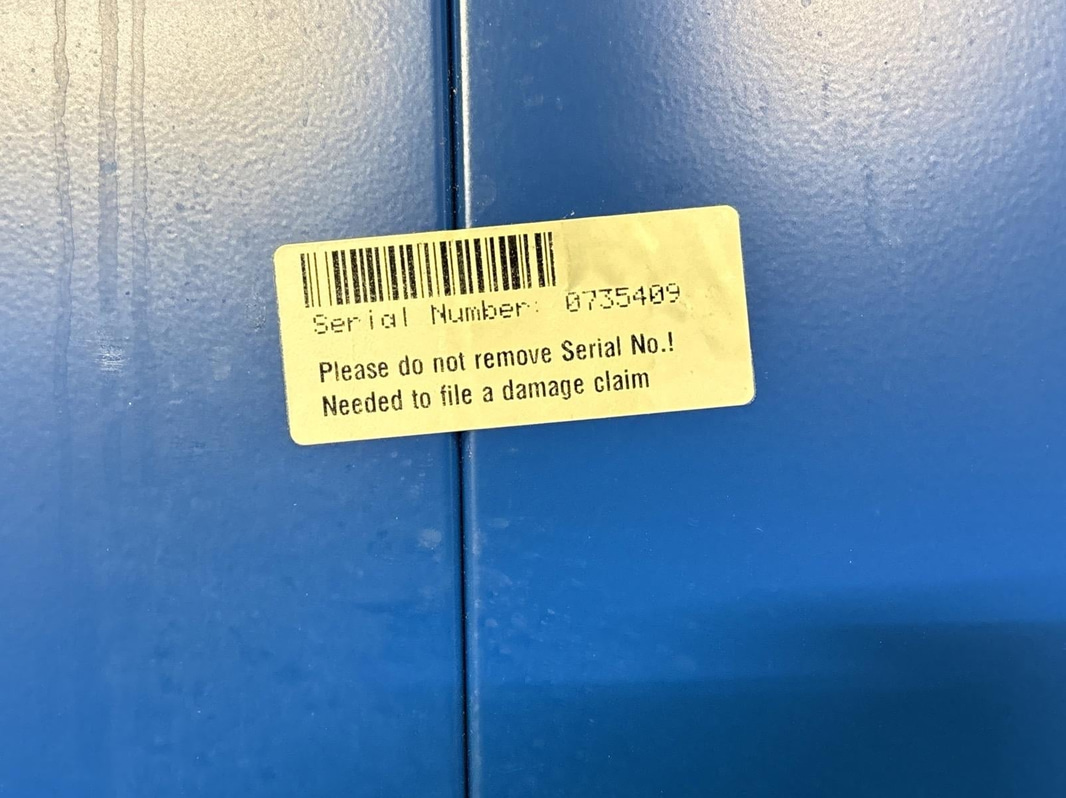 Serial Number: 0735409
Please do not remove Serial No.!
Needed to file a damage claim